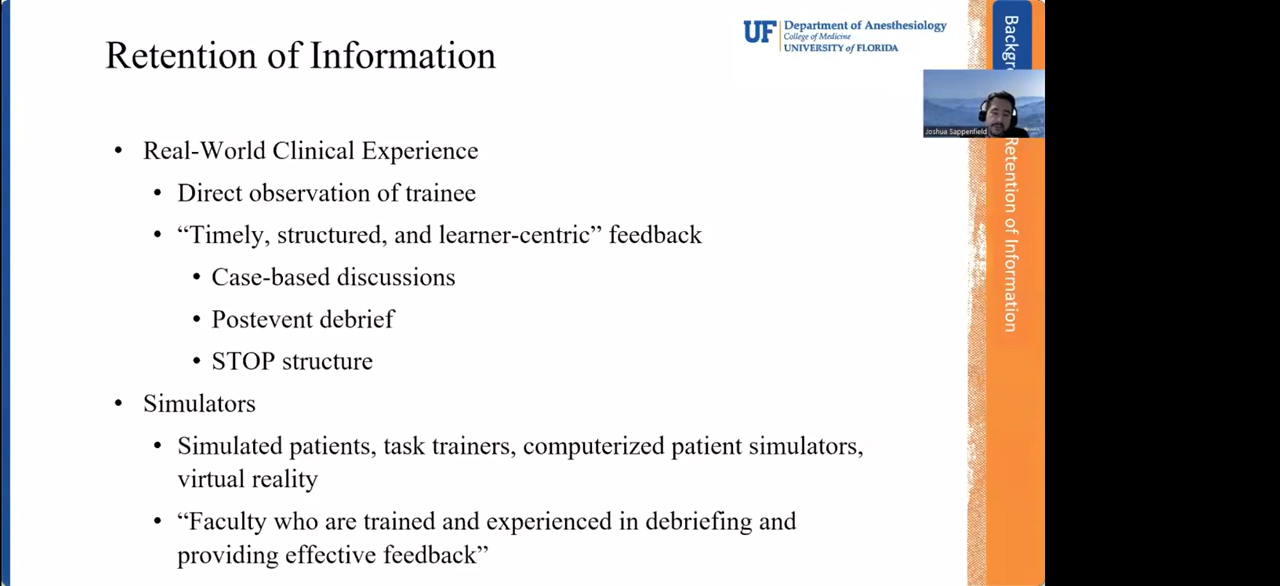 Retention of Information
UF Department of Anesthesiology
College of Medicine
UNIVERSITY of FLORIDA
• Real-World Clinical Experience
• Direct observation of trainee
• “Timely, structured, and learner-centric” feedback
• Case-based discussions
• Postevent debrief
• STOP structure
• Simulators
• Simulated patients, task trainers, computerized patient simulators,
virtual reality
• “Faculty who are trained and experienced in debriefing and
providing effective feedback”
Joshua Sappenfield
Backgr
Retention of Information